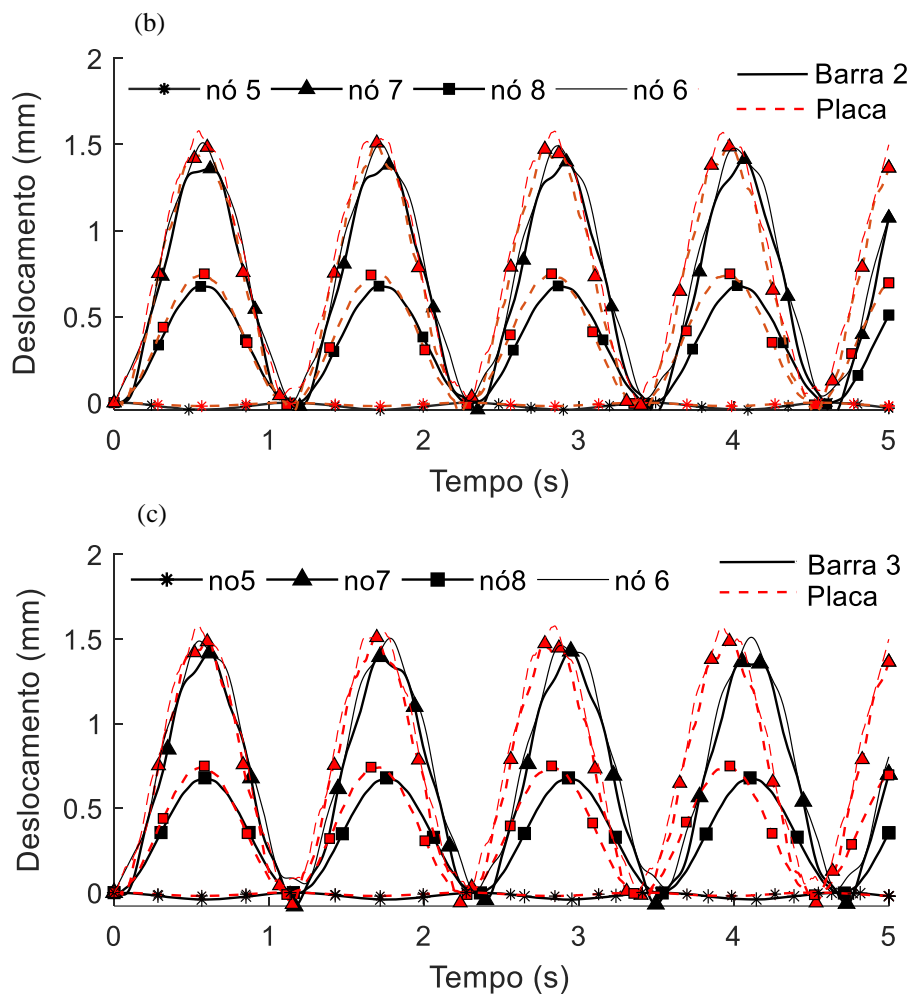 (b)
2
nó 5 nó 7 nó 8 nó 6
Barra 2
Placa
1.5
1
0.5
0
Deslocamento (mm)
0 1 2 3 4 5
Tempo (s)
(c)
2
no5 no7 nó8 nó 6
Barra 3
Placa
1.5
1
0.5
0
Deslocamento (mm)
0 1 2 3 4 5
Tempo (s)